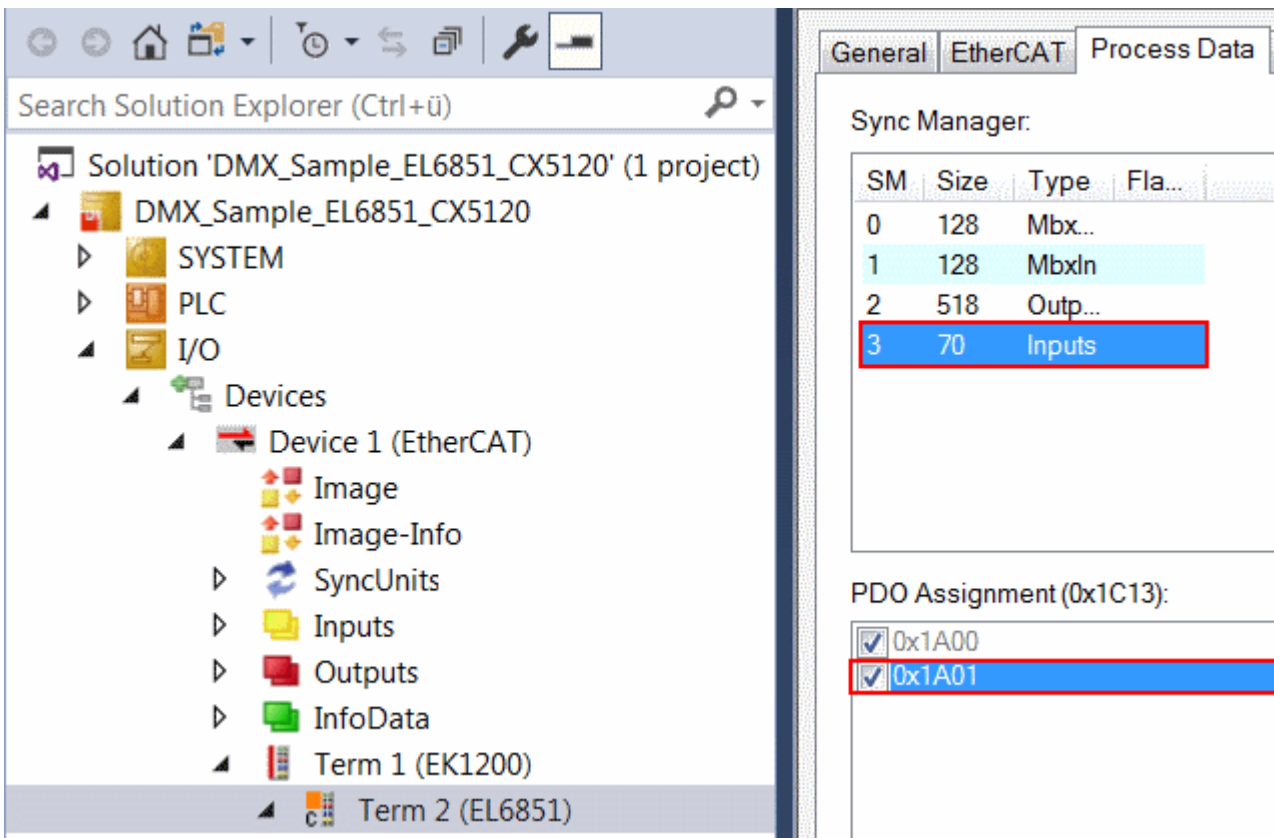 Search Solution Explorer (Ctrl+ü)
Solution 'DMX_Sample_EL6851_CX5120' (1 project)
DMX_Sample_EL6851_CX5120
SYSTEM
PLC
I/O
Devices
Device 1 (EtherCAT)
Image
Image-Info
SyncUnits
Inputs
Outputs
InfoData
Term 1 (EK1200)
Term 2 (EL6851)
General EtherCAT Process Data
Sync Manager:
SM Size Type Fla...
0 128 Mbx...
1 128 MbxIn
2 518 Outp...
3 70 Inputs
PDO Assignment (0x1C13):
0x1A00
0x1A01